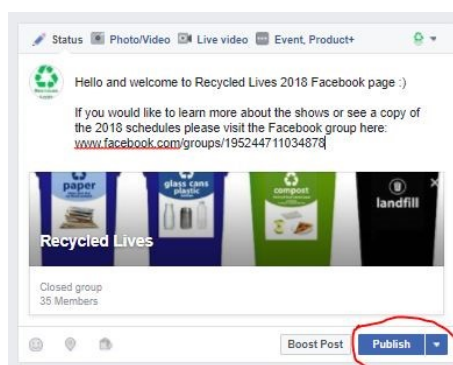 Status Photo/Video Live video Event, Product+
Hello and welcome to Recycled Lives 2018 Facebook page :)
If you would like to learn more about the shows or see a copy of
the 2018 schedules please visit the Facebook group here:
www.facebook.com/groups/195244711034878
paper
glass cans
plastic
compost
landfill
Recycled Lives
Closed group
35 Members
Boost Post Publish